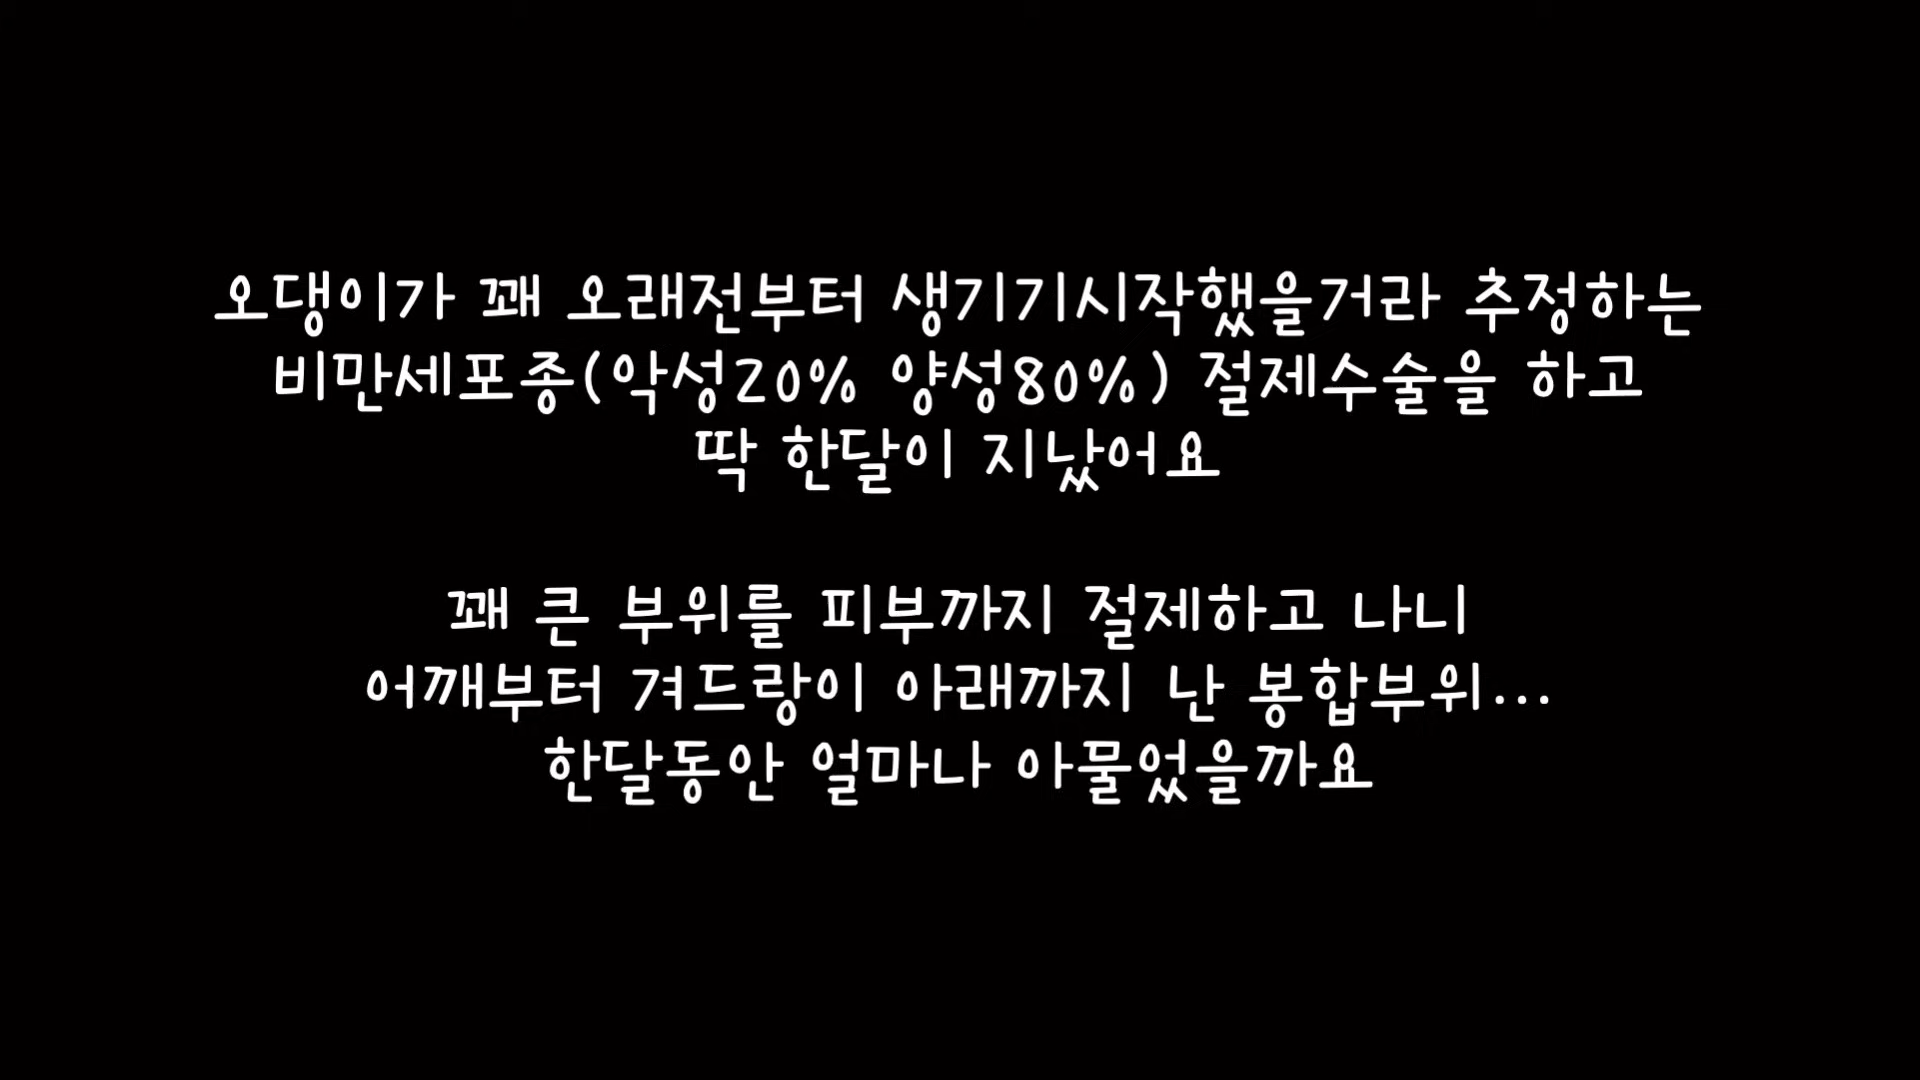 오댕이가 꽤 오래전부터 생기기시작했을거라 추정하는
비만세포종(악성20% 양성80%) 절제수술을 하고
딱 한달이 지났어요
꽤 큰 부위를 피부까지 절제하고 나니
어깨부터 겨드랑이 아래까지 난 봉합부위...
한달동안 얼마나 아물었을까요